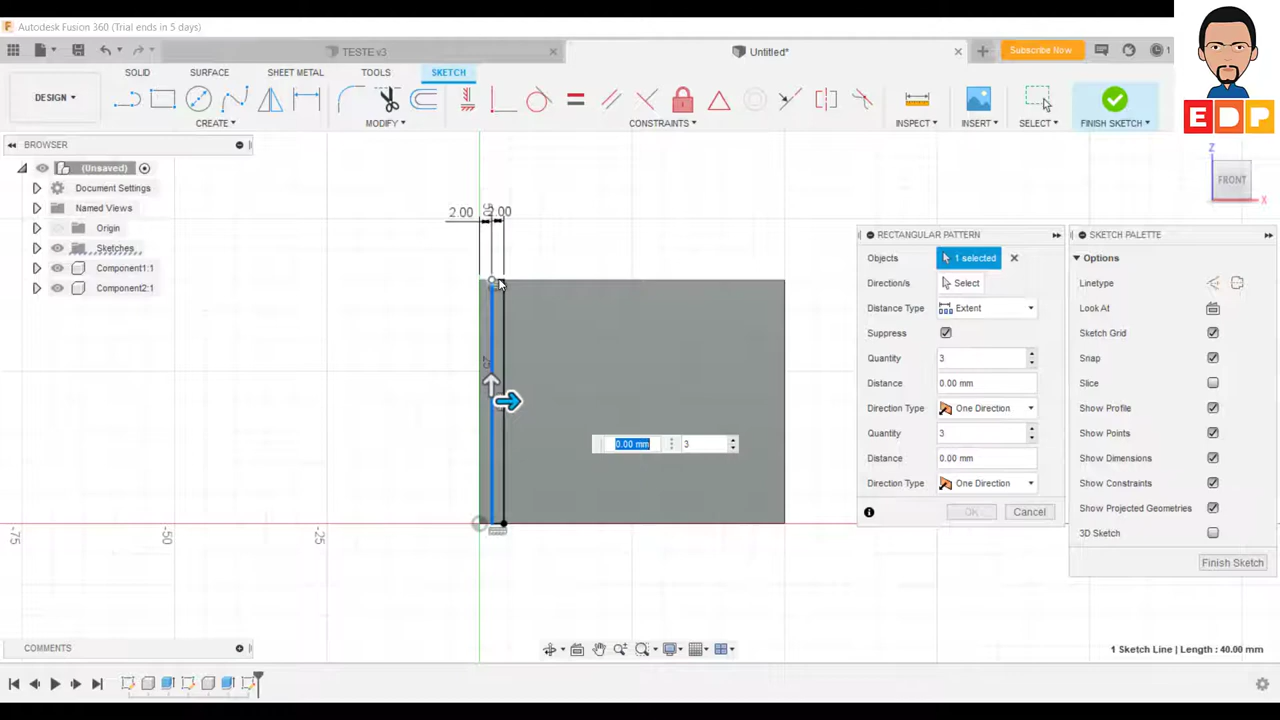 Autodesk Fusion 360 (Trial ends in 5 days)
TESTE v3
Untitled*
Subscribe Now
1
EDP
SOLID
SURFACE
SHEET METAL
TOOLS
SKETCH
DESIGN
CREATE
MODIFY
CONSTRAINTS
INSPECT
INSERT
SELECT
FINISH SKETCH
BROWSER
(Unsaved)
Document Settings
Named Views
Origin
Sketches
Component1:1
Component2:1
Z
FRONT
X
2.00
50
2.00
25
-75
-50
-25
0.00 mm
3
RECTANGULAR PATTERN
Objects
1 selected
Direction/s
Select
Distance Type
Extent
Suppress
Quantity
3
Distance
0.00 mm
Direction Type
One Direction
Quantity
3
Distance
0.00 mm
Direction Type
One Direction
OK
Cancel
SKETCH PALETTE
Options
Linetype
Look At
Sketch Grid
Snap
Slice
Show Profile
Show Points
Show Dimensions
Show Constraints
Show Projected Geometries
3D Sketch
Finish Sketch
COMMENTS
1 Sketch Line | Length : 40.00 mm